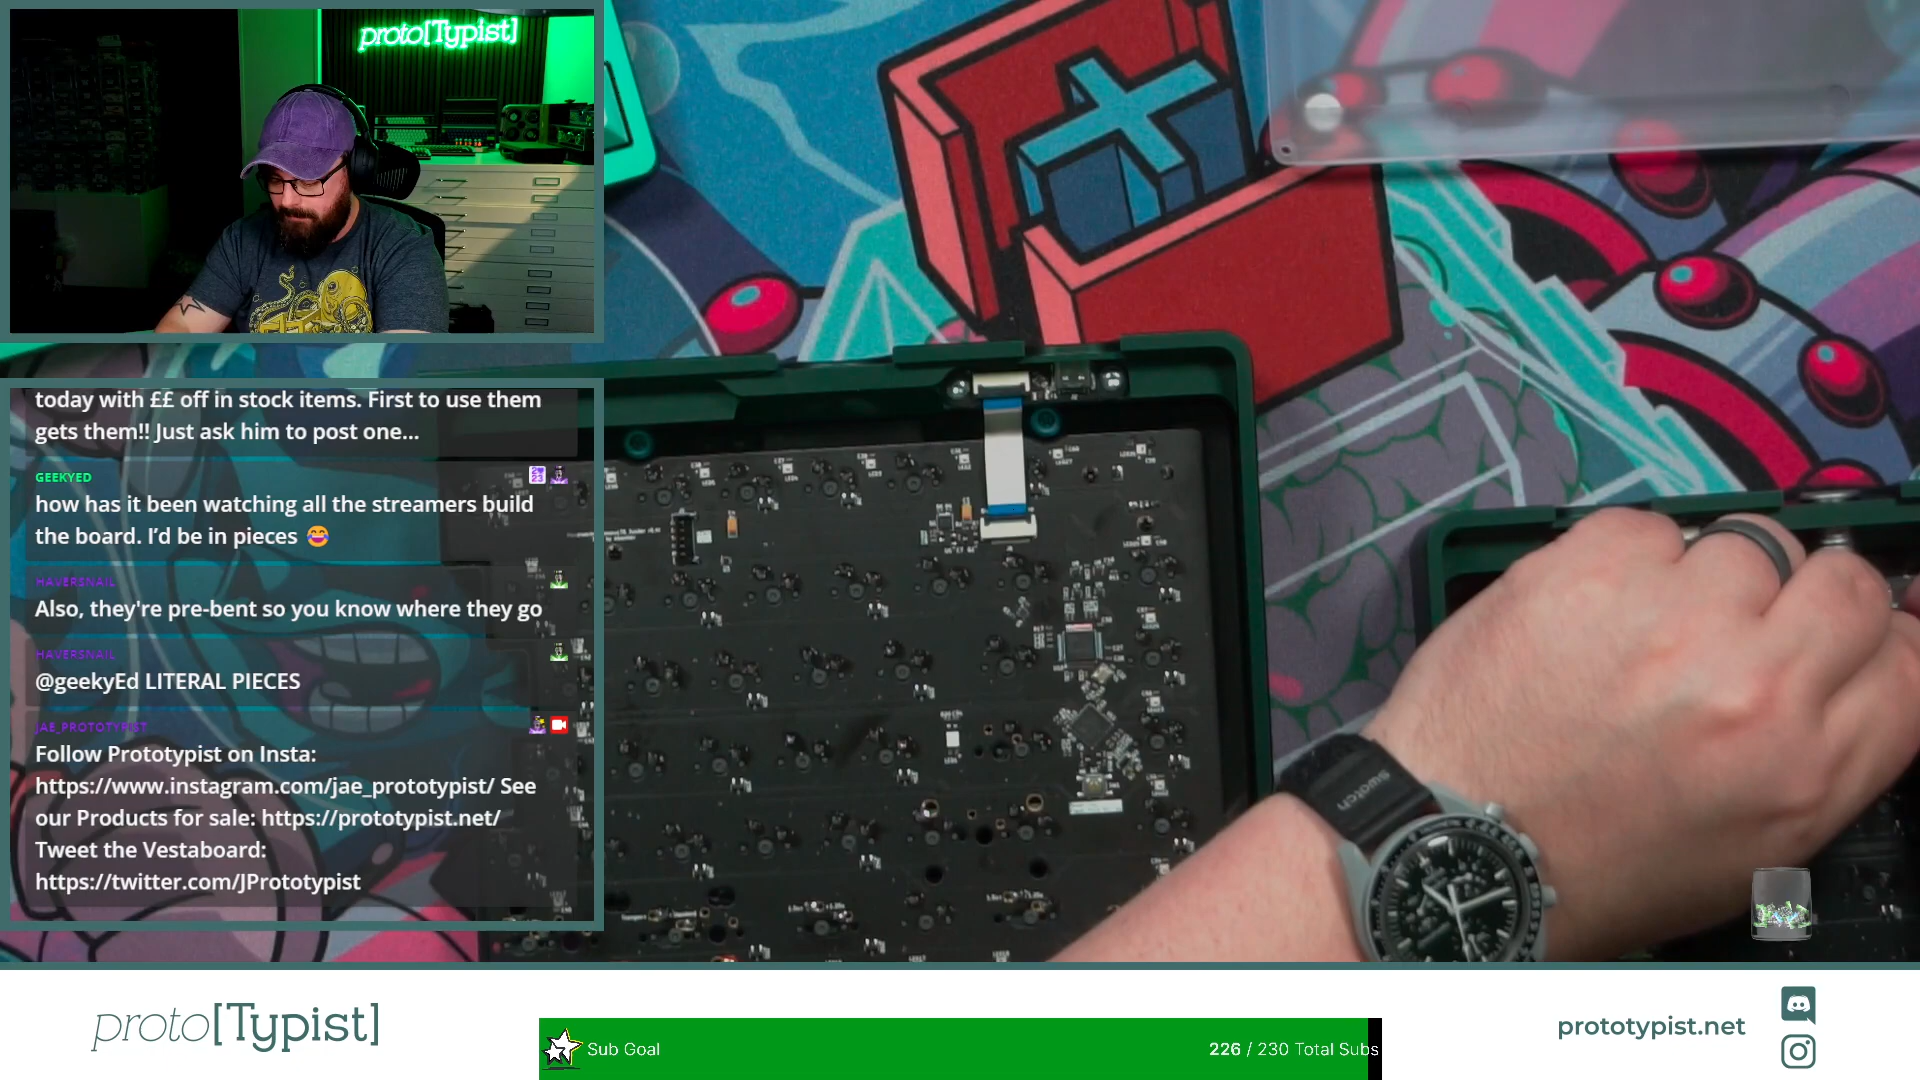 proto[Typist]
today with ££ off in stock items. First to use them
gets them!! Just ask him to post one...
GEEKYED
how has it been watching all the streamers build
the board. I'd be in pieces 😂
HAVERSNAIL
Also, they're pre-bent so you know where they go
HAVERSNAIL
@geekyEd LITERAL PIECES
JAE_PROTOTYPIST
Follow Prototypist on Insta:
https://www.instagram.com/jae_prototypist/ See
our Products for sale: https://prototypist.net/
Tweet the Vestaboard:
https://twitter.com/JPrototypist
swatch
proto[Typist]
Sub Goal
226 / 230 Total Subs
prototypist.net